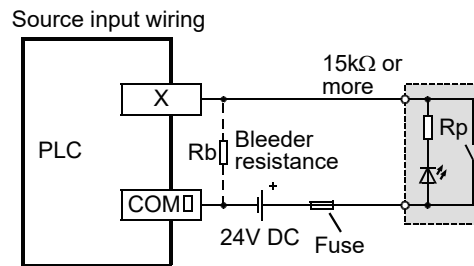 Source input wiring
15kΩ or
more
X
PLC
Rb
Bleeder
resistance
Rp
COM▯
+
24V DC
Fuse